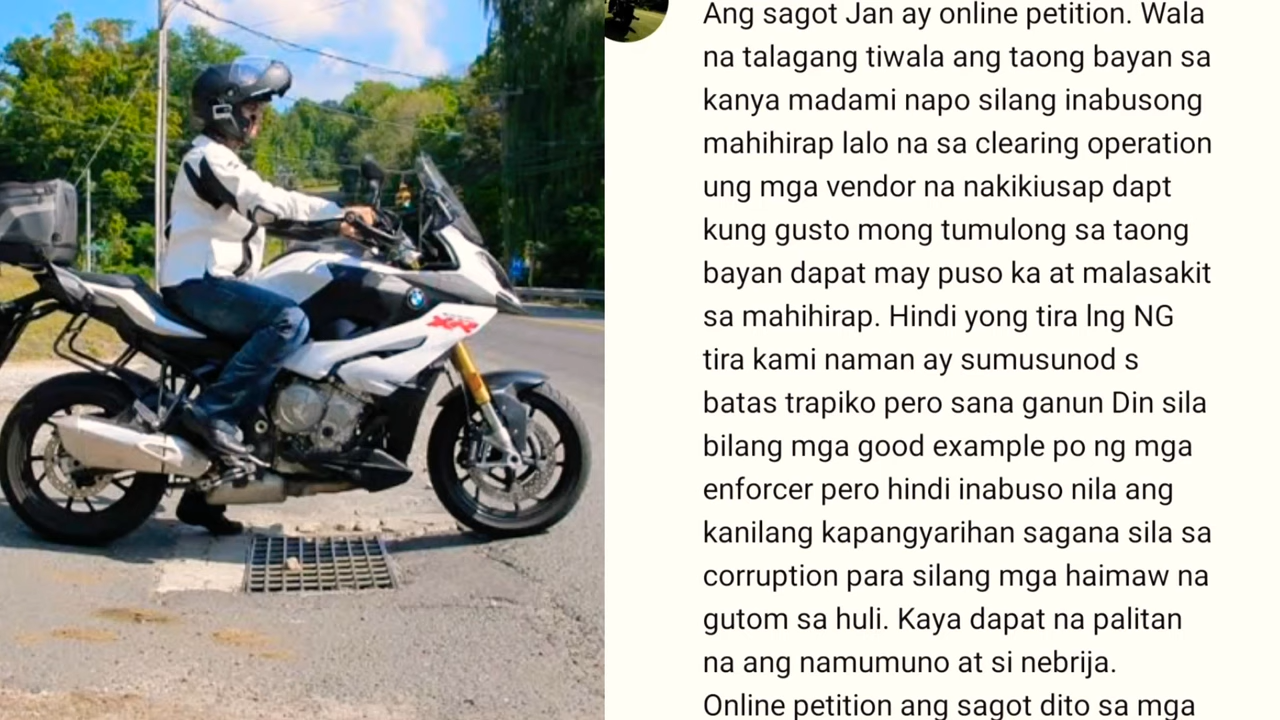 XR
Ang sagot Jan ay online petition. Wala
na talagang tiwala ang taong bayan sa
kanya madami napo silang inabusong
mahihirap lalo na sa clearing operation
ung mga vendor na nakikiusap dapt
kung gusto mong tumulong sa taong
bayan dapat may puso ka at malasakit
sa mahihirap. Hindi yong tira lng NG
tira kami naman ay sumusunod s
batas trapiko pero sana ganun Din sila
bilang mga good example po ng mga
enforcer pero hindi inabuso nila ang
kanilang kapangyarihan sagana sila sa
corruption para silang mga haimaw na
gutom sa huli. Kaya dapat na palitan
na ang namumuno at si nebrija.
Online petition ang sagot dito sa mga